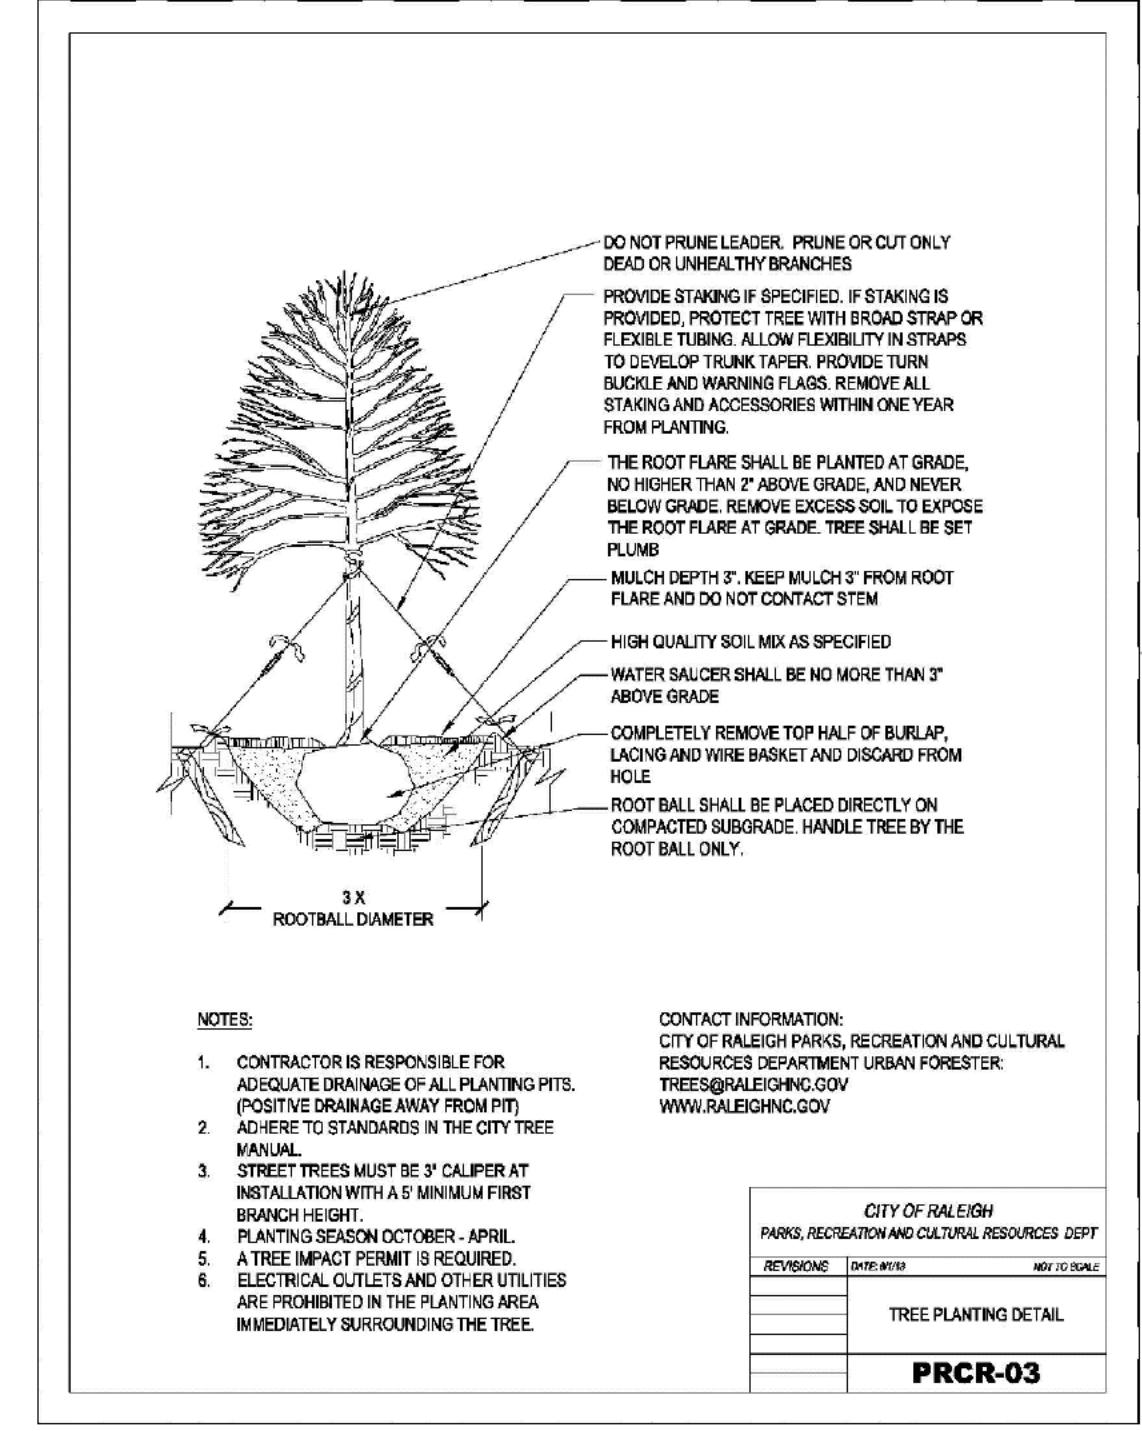 DO NOT PRUNE LEADER. PRUNE OR CUT ONLY
DEAD OR UNHEALTHY BRANCHES
PROVIDE STAKING IF SPECIFIED. IF STAKING IS
PROVIDED, PROTECT TREE WITH BROAD STRAP OR
FLEXIBLE TUBING. ALLOW FLEXIBILITY IN STRAPS
TO DEVELOP TRUNK TAPER. PROVIDE TURN
BUCKLE AND WARNING FLAGS. REMOVE ALL
STAKING AND ACCESSORIES WITHIN ONE YEAR
FROM PLANTING.
THE ROOT FLARE SHALL BE PLANTED AT GRADE,
NO HIGHER THAN 2" ABOVE GRADE, AND NEVER
BELOW GRADE. REMOVE EXCESS SOIL TO EXPOSE
THE ROOT FLARE AT GRADE. TREE SHALL BE SET
PLUMB
MULCH DEPTH 3". KEEP MULCH 3" FROM ROOT
FLARE AND DO NOT CONTACT STEM
HIGH QUALITY SOIL MIX AS SPECIFIED
WATER SAUCER SHALL BE NO MORE THAN 3"
ABOVE GRADE
COMPLETELY REMOVE TOP HALF OF BURLAP,
LACING AND WIRE BASKET AND DISCARD FROM
HOLE
ROOT BALL SHALL BE PLACED DIRECTLY ON
COMPACTED SUBGRADE. HANDLE TREE BY THE
ROOT BALL ONLY.
3 X
ROOTBALL DIAMETER
NOTES:
1. CONTRACTOR IS RESPONSIBLE FOR
ADEQUATE DRAINAGE OF ALL PLANTING PITS.
(POSITIVE DRAINAGE AWAY FROM PIT)
2. ADHERE TO STANDARDS IN THE CITY TREE
MANUAL.
3. STREET TREES MUST BE 3" CALIPER AT
INSTALLATION WITH A 5' MINIMUM FIRST
BRANCH HEIGHT.
4. PLANTING SEASON OCTOBER - APRIL.
5. A TREE IMPACT PERMIT IS REQUIRED.
6. ELECTRICAL OUTLETS AND OTHER UTILITIES
ARE PROHIBITED IN THE PLANTING AREA
IMMEDIATELY SURROUNDING THE TREE.
CONTACT INFORMATION:
CITY OF RALEIGH PARKS, RECREATION AND CULTURAL
RESOURCES DEPARTMENT URBAN FORESTER:
TREES@RALEIGHNC.GOV
WWW.RALEIGHNC.GOV
CITY OF RALEIGH
PARKS, RECREATION AND CULTURAL RESOURCES DEPT
REVISIONS
DATE:
NOT TO SCALE
TREE PLANTING DETAIL
PRCR-03